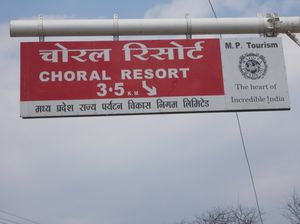 चोरल रिसोर्ट
CHORAL RESORT
3.5 K.M.
मध्य प्रदेश राज्य पर्यटन विकास निगम लिमिटेड
M. P. Tourism
The heart of
Incredible India